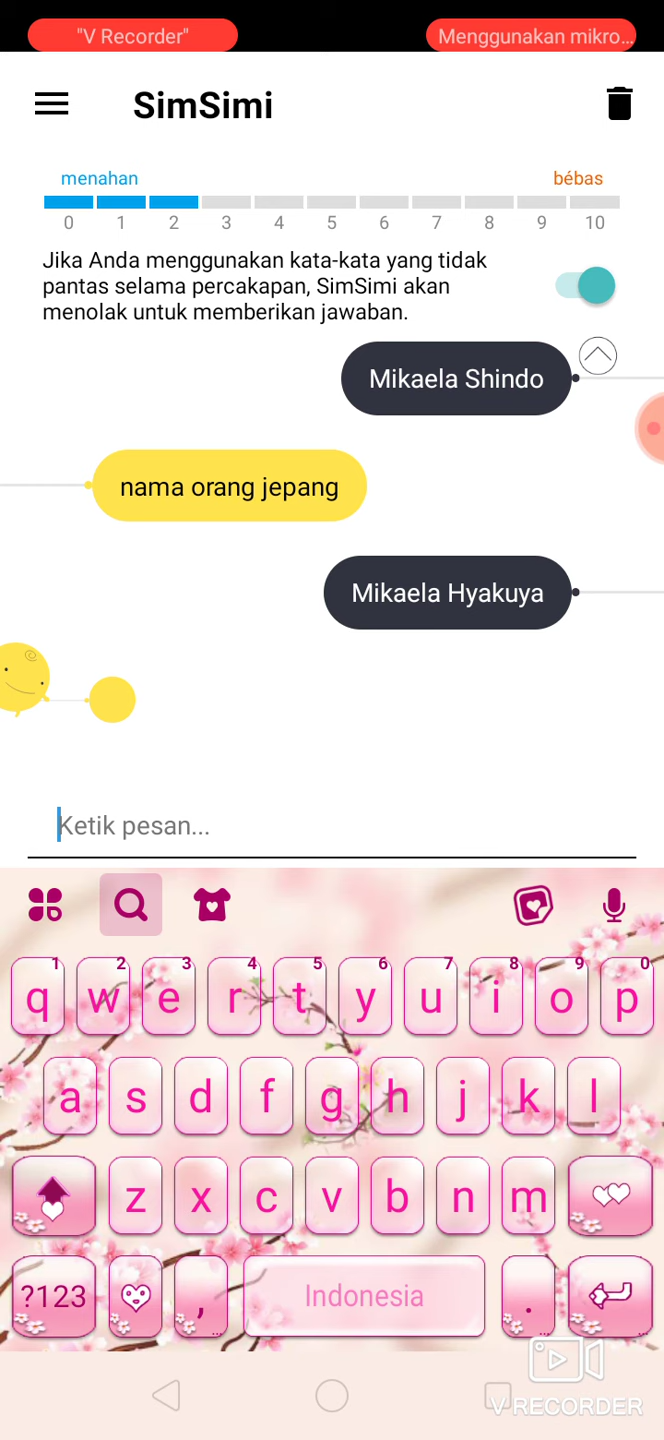 "V Recorder"
Menggunakan mikro...
SimSimi
menahan
bébas
0 1 2 3 4 5 6 7 8 9 10
Jika Anda menggunakan kata-kata yang tidak
pantas selama percakapan, SimSimi akan
menolak untuk memberikan jawaban.
Mikaela Shindo
nama orang jepang
Mikaela Hyakuya
Ketik pesan...
1 2 3 4 5 6 7 8 9 0
q w e r t y u i o p
a s d f g h j k l
z x c v b n m
?123 , Indonesia .
V RECORDER